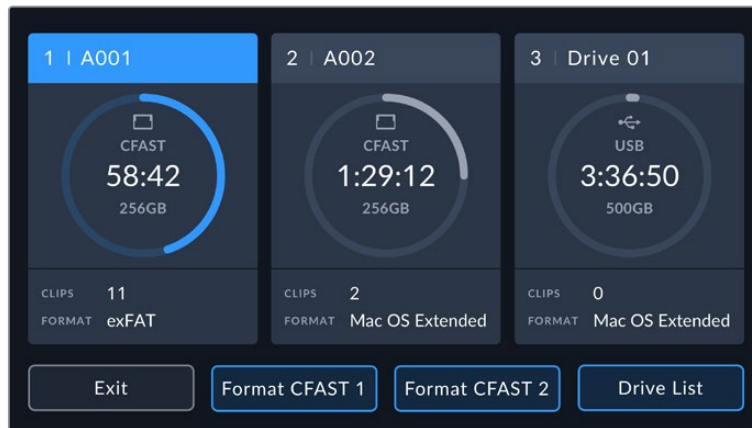 1 | A001
CFAST
58:42
256GB
CLIPS 11
FORMAT exFAT
2 | A002
CFAST
1:29:12
256GB
CLIPS 2
FORMAT Mac OS Extended
3 | Drive 01
USB
3:36:50
500GB
CLIPS 0
FORMAT Mac OS Extended
Exit
Format CFAST 1
Format CFAST 2
Drive List